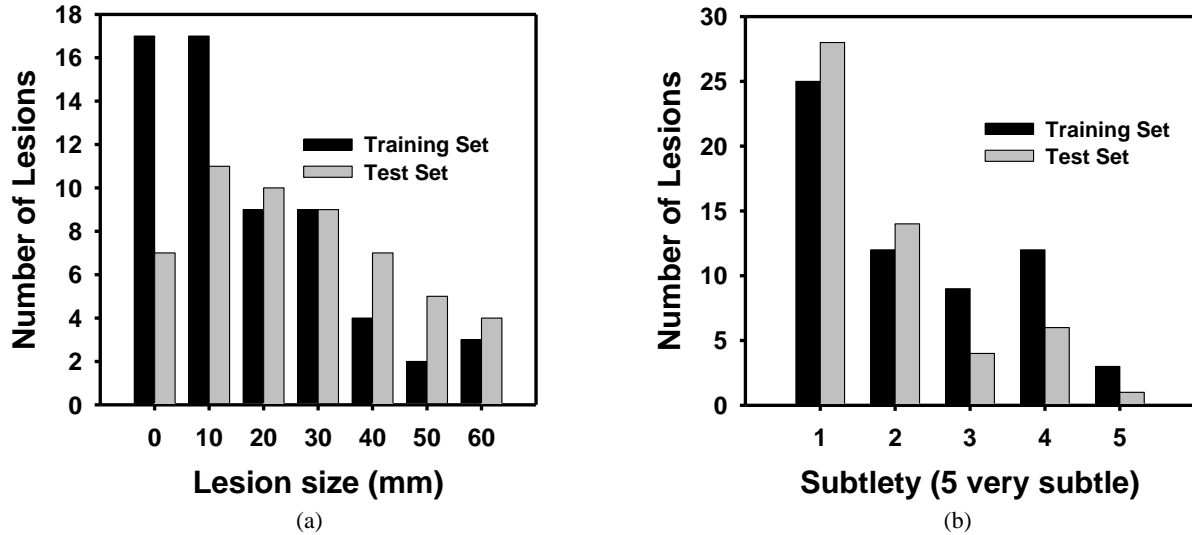 18
16
14
12
10
8
6
4
2
0
Number of Lesions
Training Set
Test Set
0 10 20 30 40 50 60
Lesion size (mm)
(a)
30
25
20
15
10
5
0
Number of Lesions
Training Set
Test Set
1 2 3 4 5
Subtlety (5 very subtle)
(b)